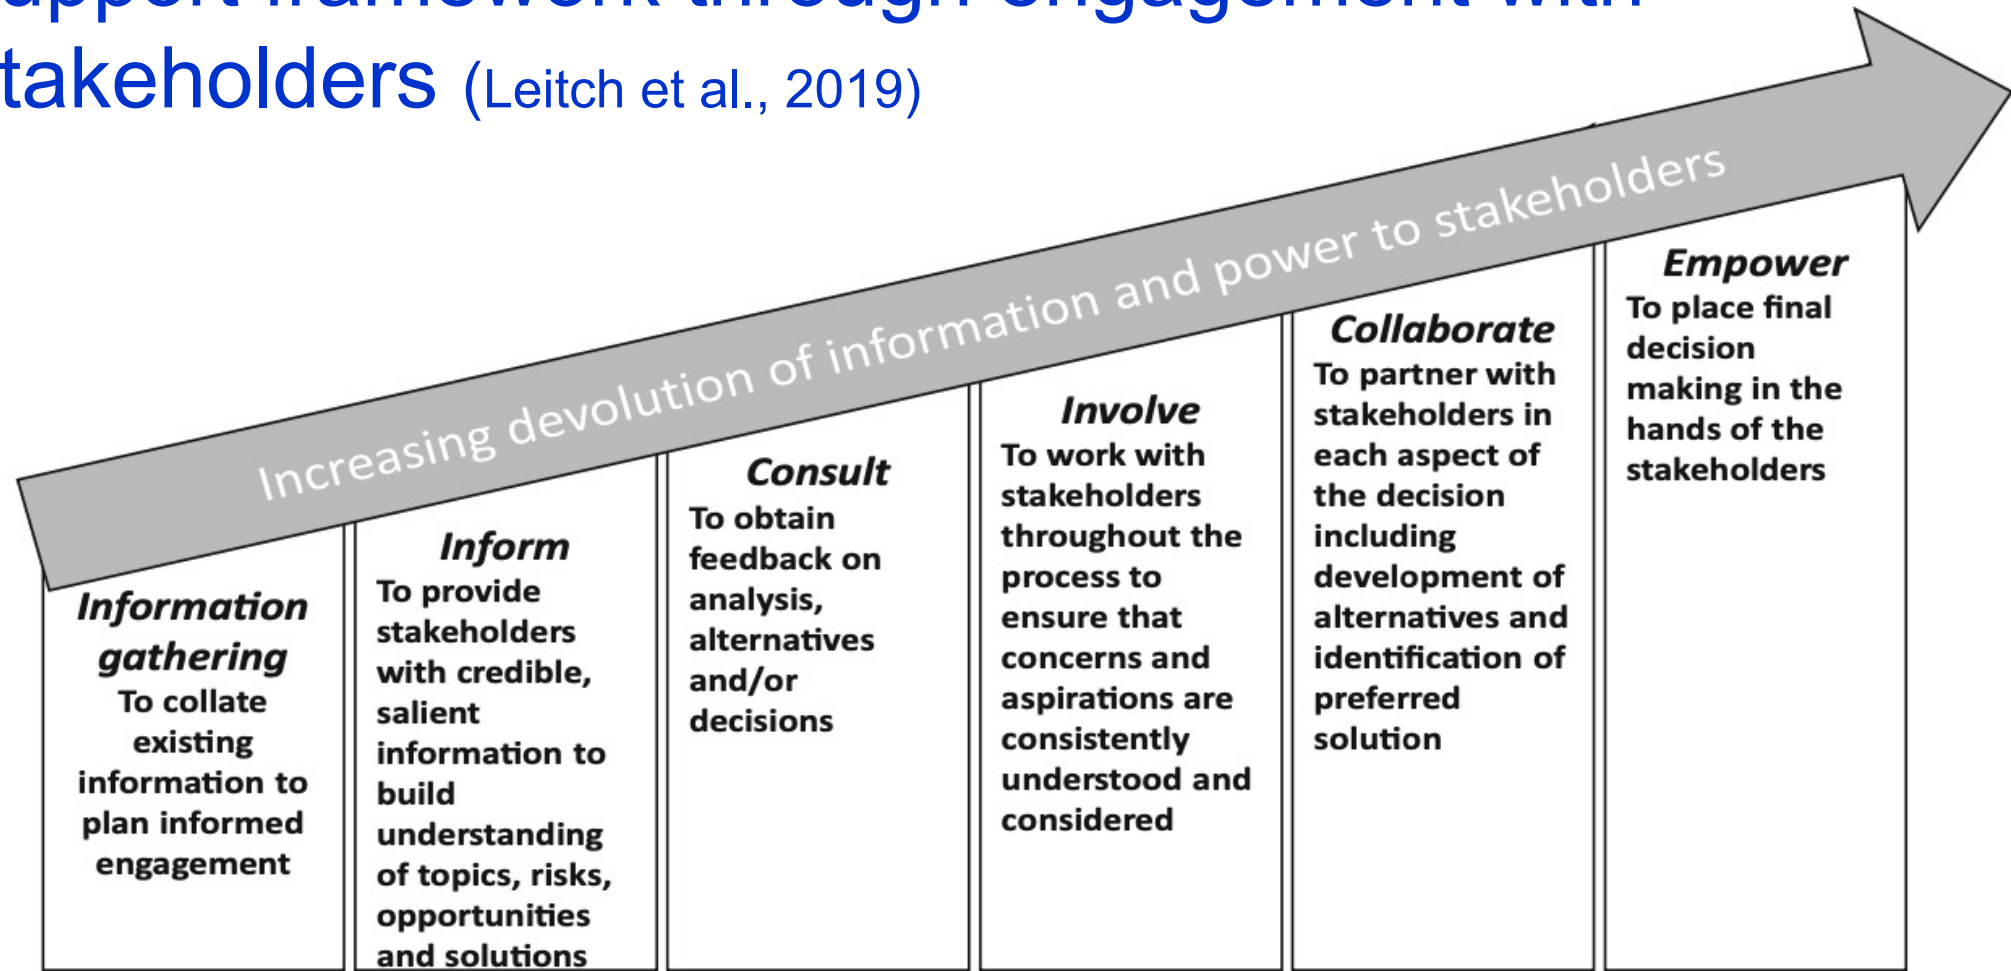 upport framework through engagement with
takeholders (Leitch et al., 2019)
Increasing devolution of information and power to stakeholders
Information
gathering
To collate
existing
information to
plan informed
engagement
Inform
To provide
stakeholders
with credible,
salient
information to
build
understanding
of topics, risks,
opportunities
and solutions
Consult
To obtain
feedback on
analysis,
alternatives
and/or
decisions
Involve
To work with
stakeholders
throughout the
process to
ensure that
concerns and
aspirations are
consistently
understood and
considered
Collaborate
To partner with
stakeholders in
each aspect of
the decision
including
development of
alternatives and
identification of
preferred
solution
Empower
To place final
decision
making in the
hands of the
stakeholders